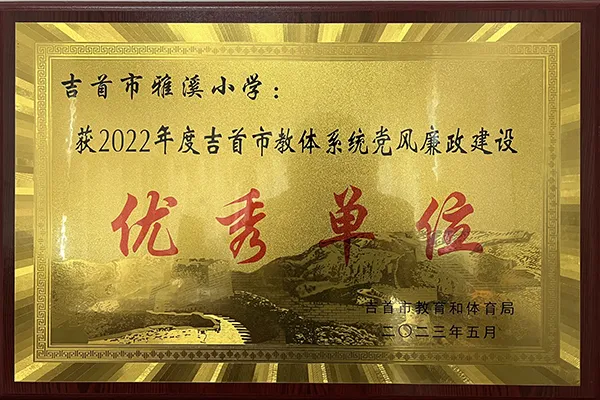 吉首市雅溪小学：
获2022年度吉首市教体系统党风廉政建设
优秀单位
吉首市教育和体育局
二〇二三年五月